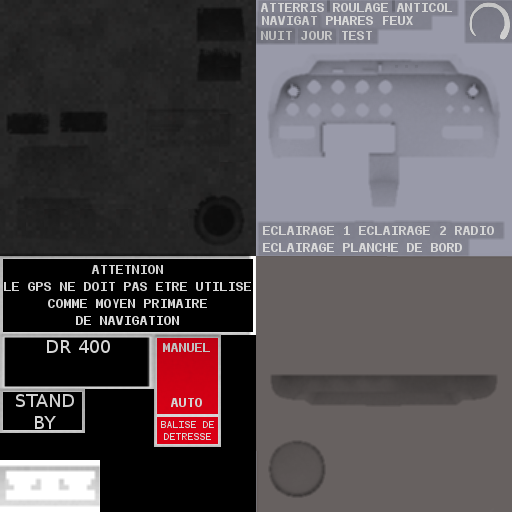 ATTERRIS ROULAGE ANTICOL
NAVIGAT PHARES FEUX
NUIT JOUR TEST
ECLAIRAGE 1 ECLAIRAGE 2 RADIO
ECLAIRAGE PLANCHE DE BORD
ATTETNION
LE GPS NE DOIT PAS ETRE UTILISE
COMME MOYEN PRIMAIRE
DE NAVIGATION
DR 400
MANUEL
STAND
BY
AUTO
BALISE DE
DETRESSE